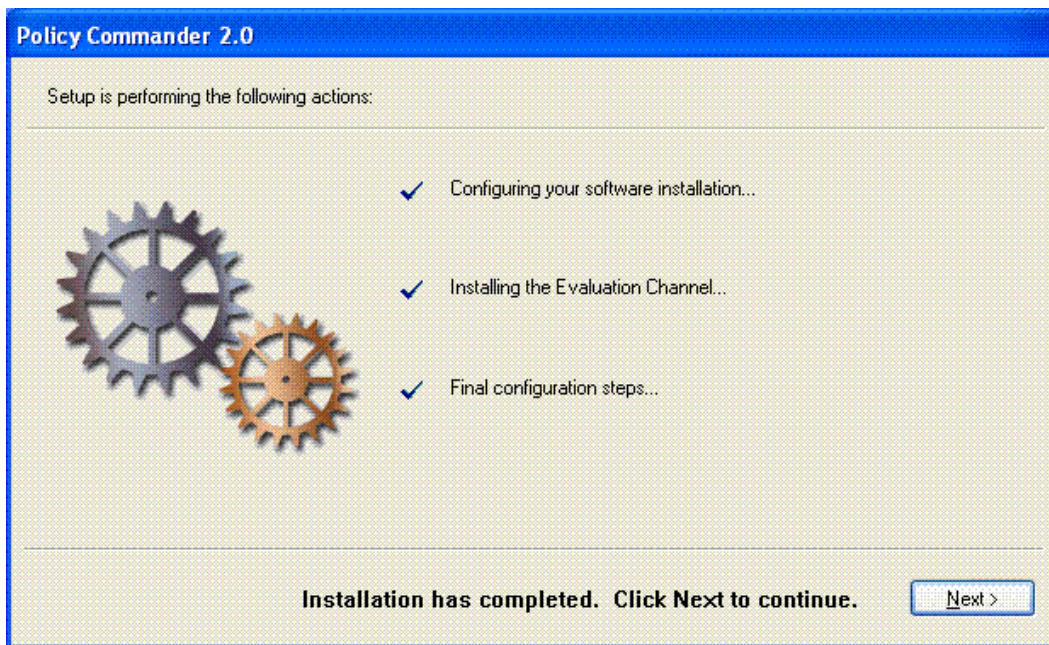 Policy Commander 2.0
Setup is performing the following actions:
Configuring your software installation...
Installing the Evaluation Channel...
Final configuration steps...
Installation has completed. Click Next to continue.
Next >